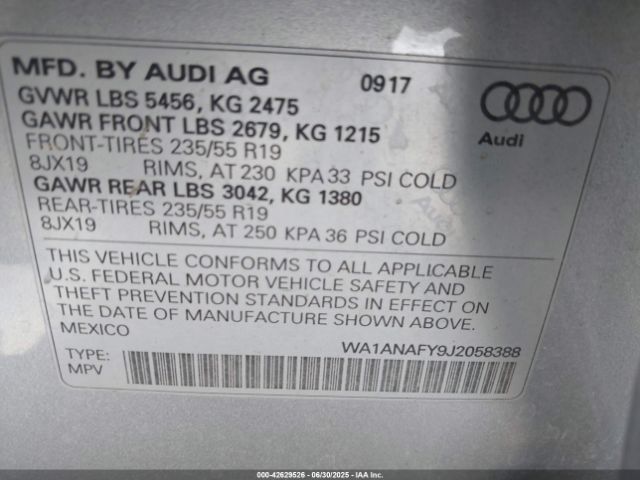 MFD. BY AUDI AG 0917
GVWR LBS 5456, KG 2475
GAWR FRONT LBS 2679, KG 1215
FRONT-TIRES 235/55 R19
8JX19 RIMS, AT 230 KPA 33 PSI COLD
GAWR REAR LBS 3042, KG 1380
REAR-TIRES 235/55 R19
8JX19 RIMS, AT 250 KPA 36 PSI COLD
Audi
THIS VEHICLE CONFORMS TO ALL APPLICABLE
U.S. FEDERAL MOTOR VEHICLE SAFETY AND
THEFT PREVENTION STANDARDS IN EFFECT ON
THE DATE OF MANUFACTURE SHOWN ABOVE.
MEXICO
WA1ANAFY9J2058388
TYPE:
MPV
000-42629526 - 06/30/2025 - IAAI